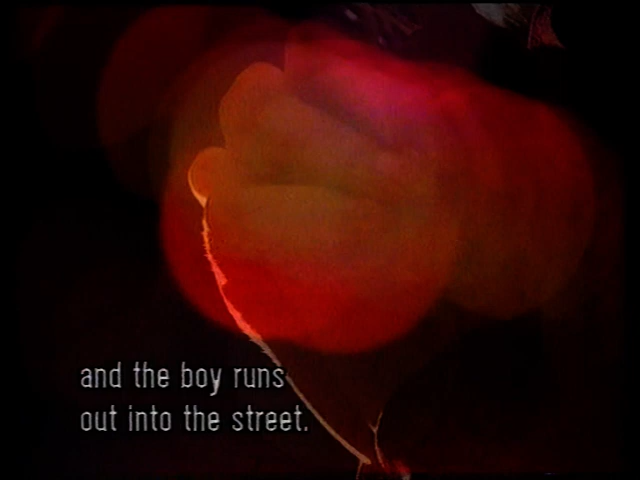 and the boy runs
out into the street.